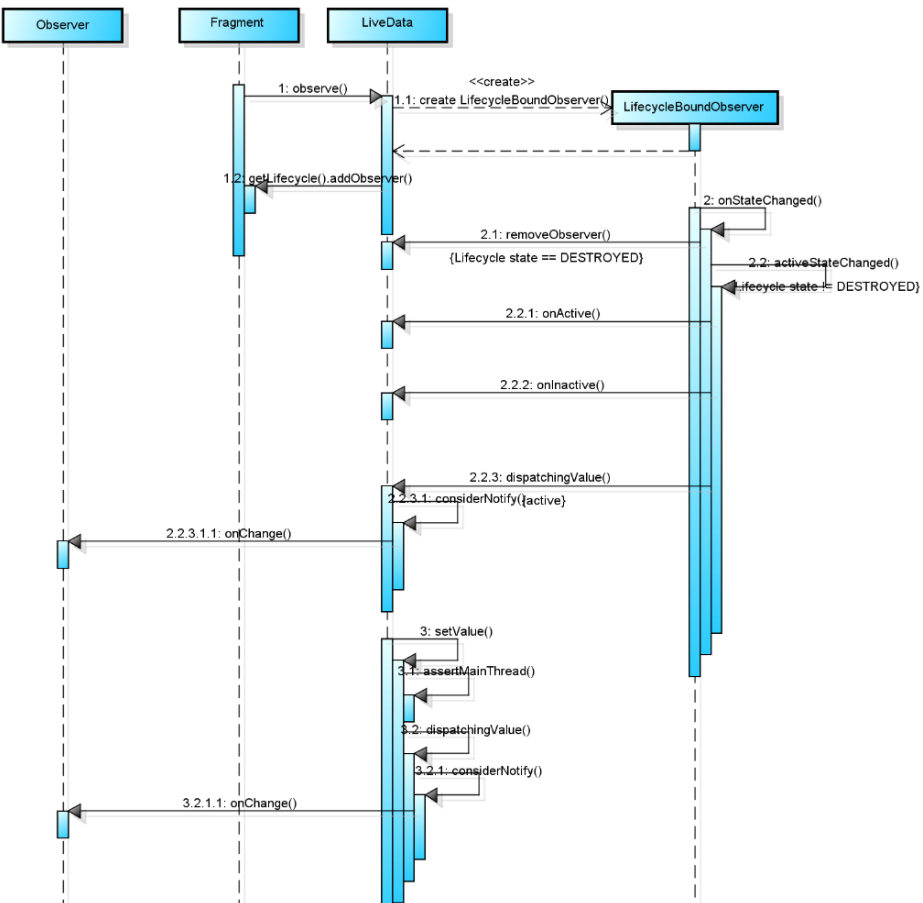 Observer
Fragment
LiveData
<<create>>
1: observe()
1.1: create LifecycleBoundObserver()
LifecycleBoundObserver
1.2: getLifecycle().addObserver()
2: onStateChanged()
2.1: removeObserver()
{Lifecycle state == DESTROYED}
2.2: activeStateChanged()
{Lifecycle state != DESTROYED}
2.2.1: onActive()
2.2.2: onInactive()
2.2.3: dispatchingValue()
2.2.3.1: considerNotify()
{active}
2.2.3.1.1: onChange()
3: setValue()
3.1: assertMainThread()
3.2: dispatchingValue()
3.2.1: considerNotify()
3.2.1.1: onChange()